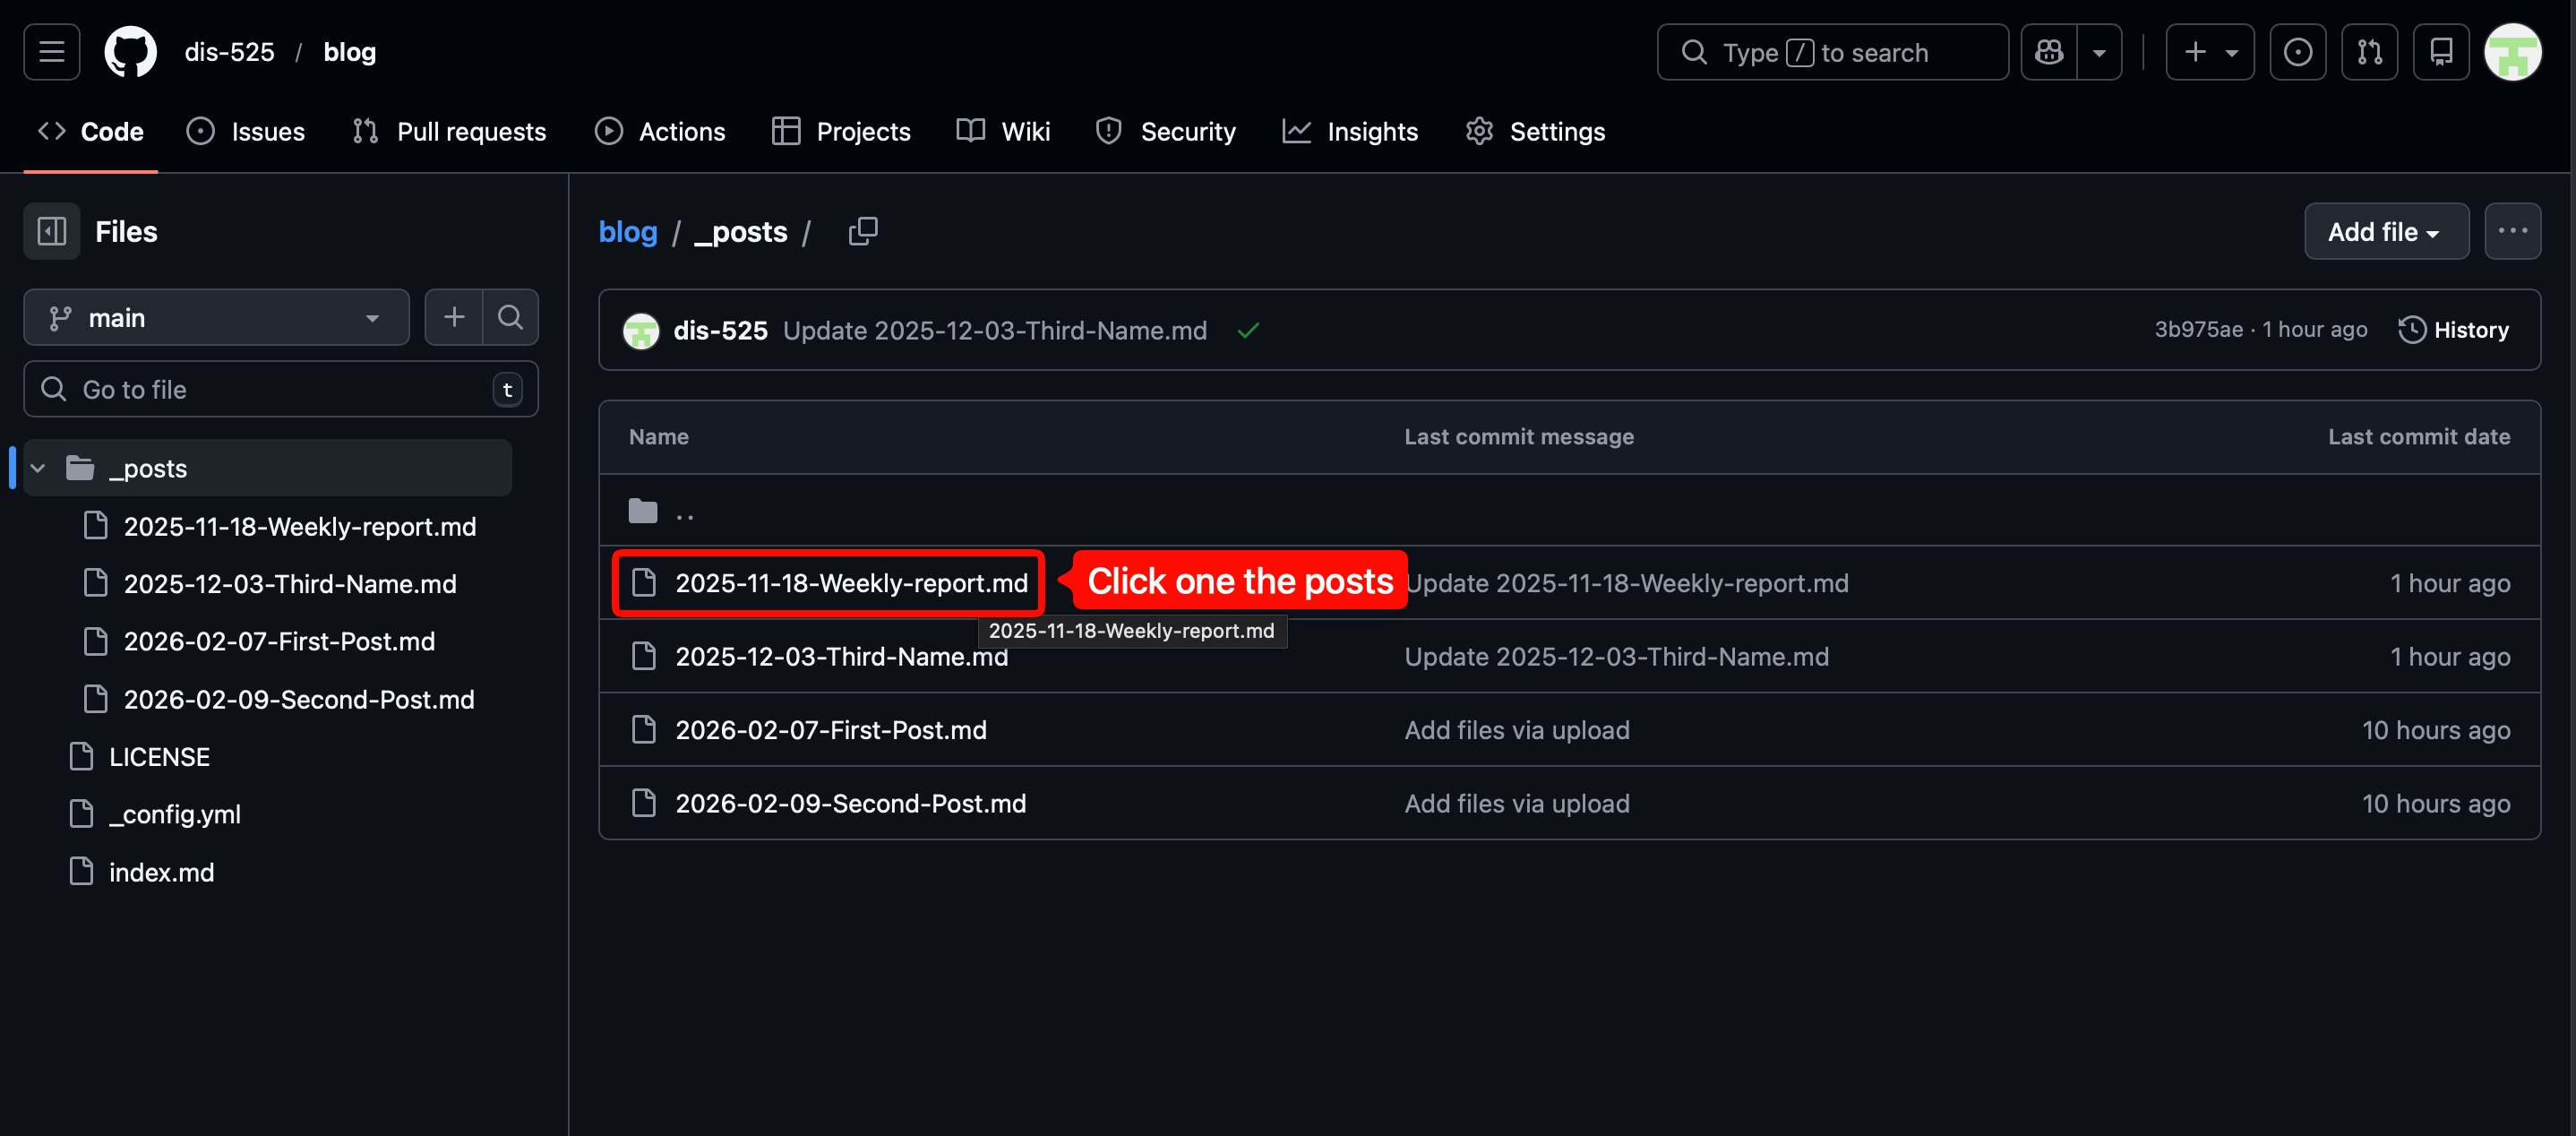 dis-525 / blog
Type / to search
Code Issues Pull requests Actions Projects Wiki Security Insights Settings
Files
main
Go to file t
_posts
2025-11-18-Weekly-report.md
2025-12-03-Third-Name.md
2026-02-07-First-Post.md
2026-02-09-Second-Post.md
LICENSE
_config.yml
index.md
blog / _posts /
Add file
dis-525 Update 2025-12-03-Third-Name.md 3b975ae · 1 hour ago History
Name Last commit message Last commit date
..
2025-11-18-Weekly-report.md Click one the posts Update 2025-11-18-Weekly-report.md 1 hour ago
2025-11-18-Weekly-report.md
2025-12-03-Third-Name.md Update 2025-12-03-Third-Name.md 1 hour ago
2026-02-07-First-Post.md Add files via upload 10 hours ago
2026-02-09-Second-Post.md Add files via upload 10 hours ago